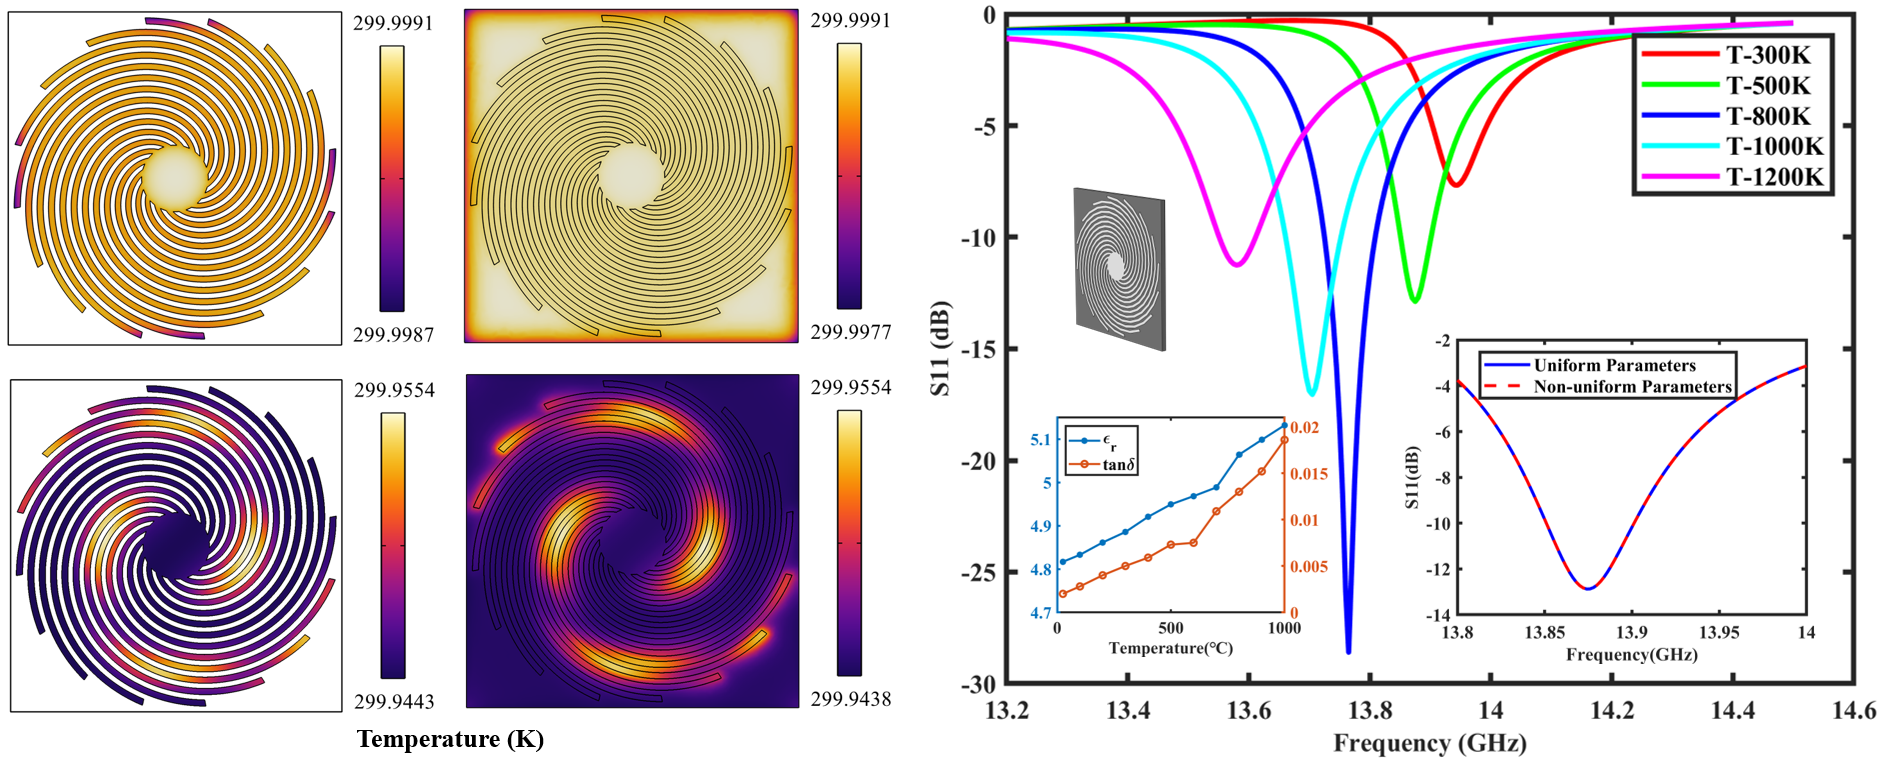 299.9991
299.9987
299.9991
299.9977
299.9554
299.9443
299.9554
299.9438
Temperature (K)
0
-5
-10
-15
-20
-25
-30
S11 (dB)
13.2 13.4 13.6 13.8 14 14.2 14.4 14.6
Frequency (GHz)
T-300K
T-500K
T-800K
T-1000K
T-1200K
5.1
5
4.9
4.8
4.7
ϵr
tanδ
0.02
0.015
0.01
0.005
0
0 500 1000
Temperature(°C)
-2
-4
-6
-8
-10
-12
-14
S11(dB)
Uniform Parameters
Non-uniform Parameters
13.8 13.85 13.9 13.95 14
Frequency(GHz)